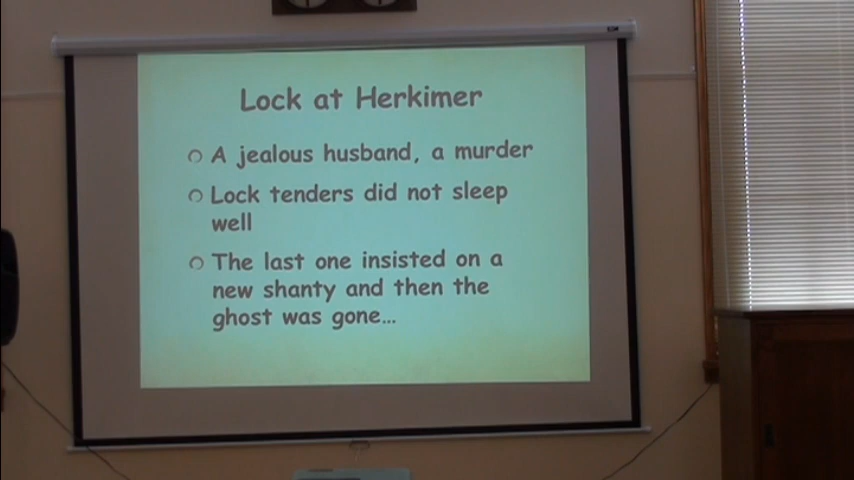 Lock at Herkimer
A jealous husband, a murder
Lock tenders did not sleep
well
The last one insisted on a
new shanty and then the
ghost was gone…